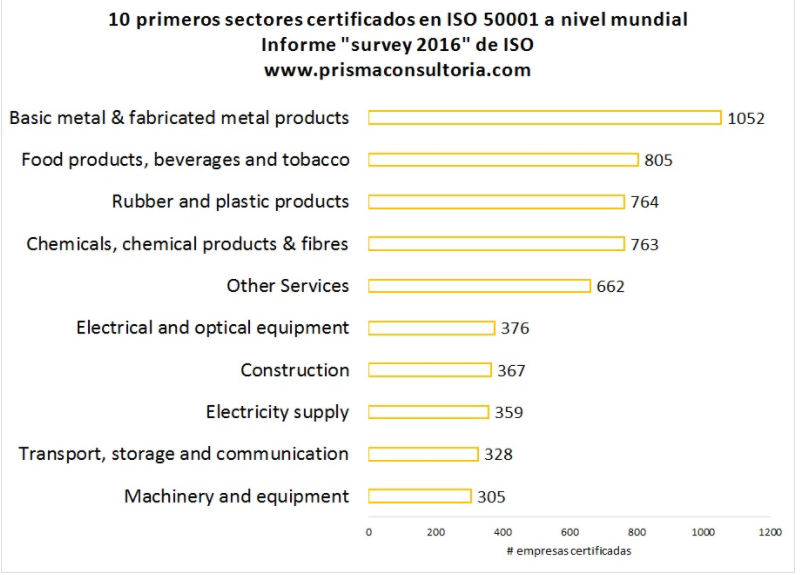 10 primeros sectores certificados en ISO 50001 a nivel mundial
Informe "survey 2016" de ISO
www.prismaconsultoria.com
Basic metal & fabricated metal products 1052
Food products, beverages and tobacco 805
Rubber and plastic products 764
Chemicals, chemical products & fibres 763
Other Services 662
Electrical and optical equipment 376
Construction 367
Electricity supply 359
Transport, storage and communication 328
Machinery and equipment 305
0 200 400 600 800 1000 1200
# empresas certificadas